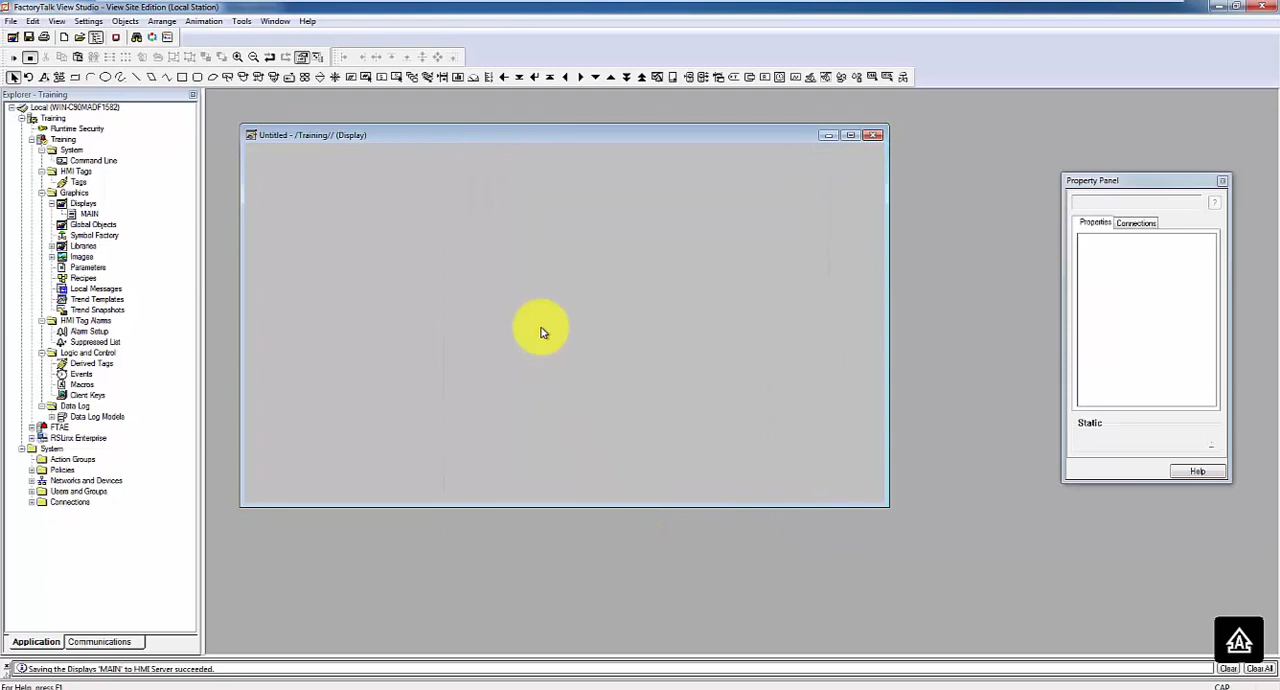 FactoryTalk View Studio - View Site Edition (Local Station)
File Edit View Settings Objects Arrange Animation Tools Window Help
Explorer - Training
Local (WIN-C90MADF1582)
Training
Runtime Security
Training
System
Command Line
HMI Tags
Tags
Graphics
Displays
MAIN
Global Objects
Symbol Factory
Libraries
Images
Parameters
Recipes
Local Messages
Trend Templates
Trend Snapshots
HMI Tag Alarms
Alarm Setup
Suppressed List
Logic and Control
Derived Tags
Events
Macros
Client Keys
Data Log
Data Log Models
FTAE
RSLinx Enterprise
System
Action Groups
Policies
Networks and Devices
Users and Groups
Connections
Application Communications
Untitled - /Training// (Display)
Property Panel
?
Properties Connections
Static
Help
A
Saving the Displays 'MAIN' to HMI Server succeeded.
Clear Clear All
For Help, press F1
CAP